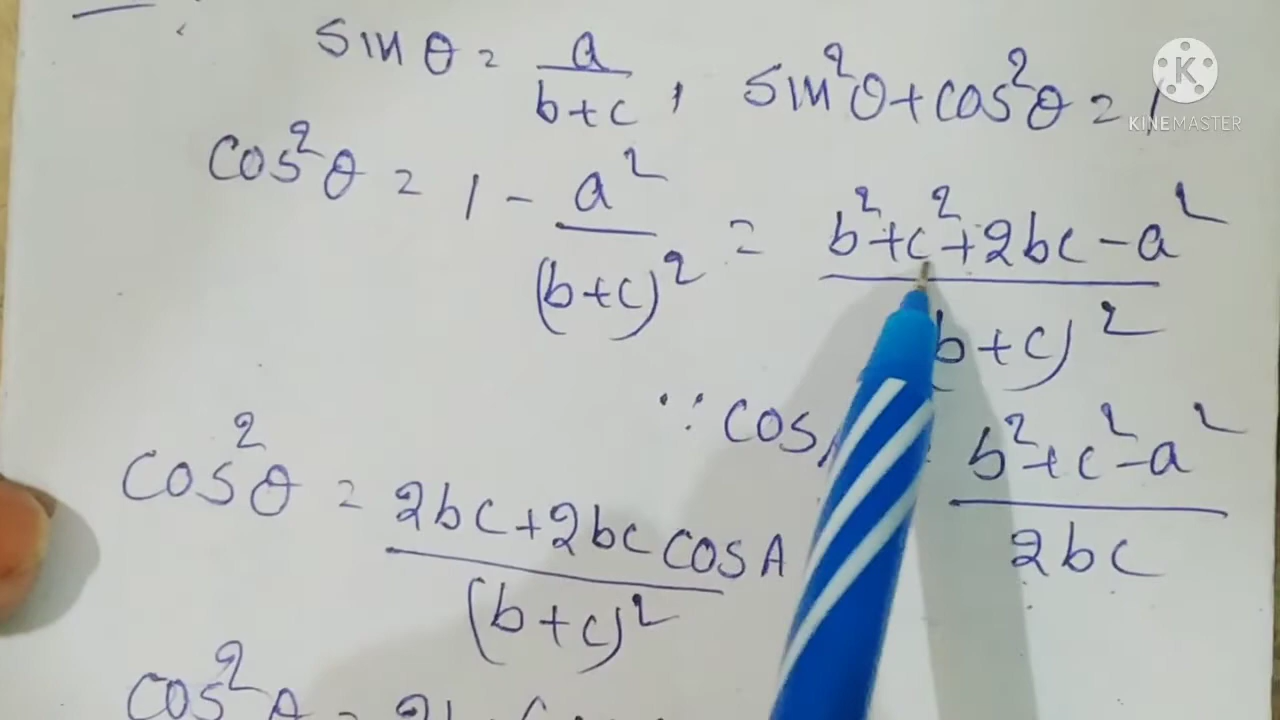 sin θ = a/(b+c), sin²θ + cos²θ = 1
K
KINEMASTER
cos²θ = 1 - a²/(b+c)² = (b²+c²+2bc-a²)/(b+c)²
∵ cos b²+c²-a²/2bc
cos²θ = (2bc+2bc cos A)/(b+c)²
cos²θ =